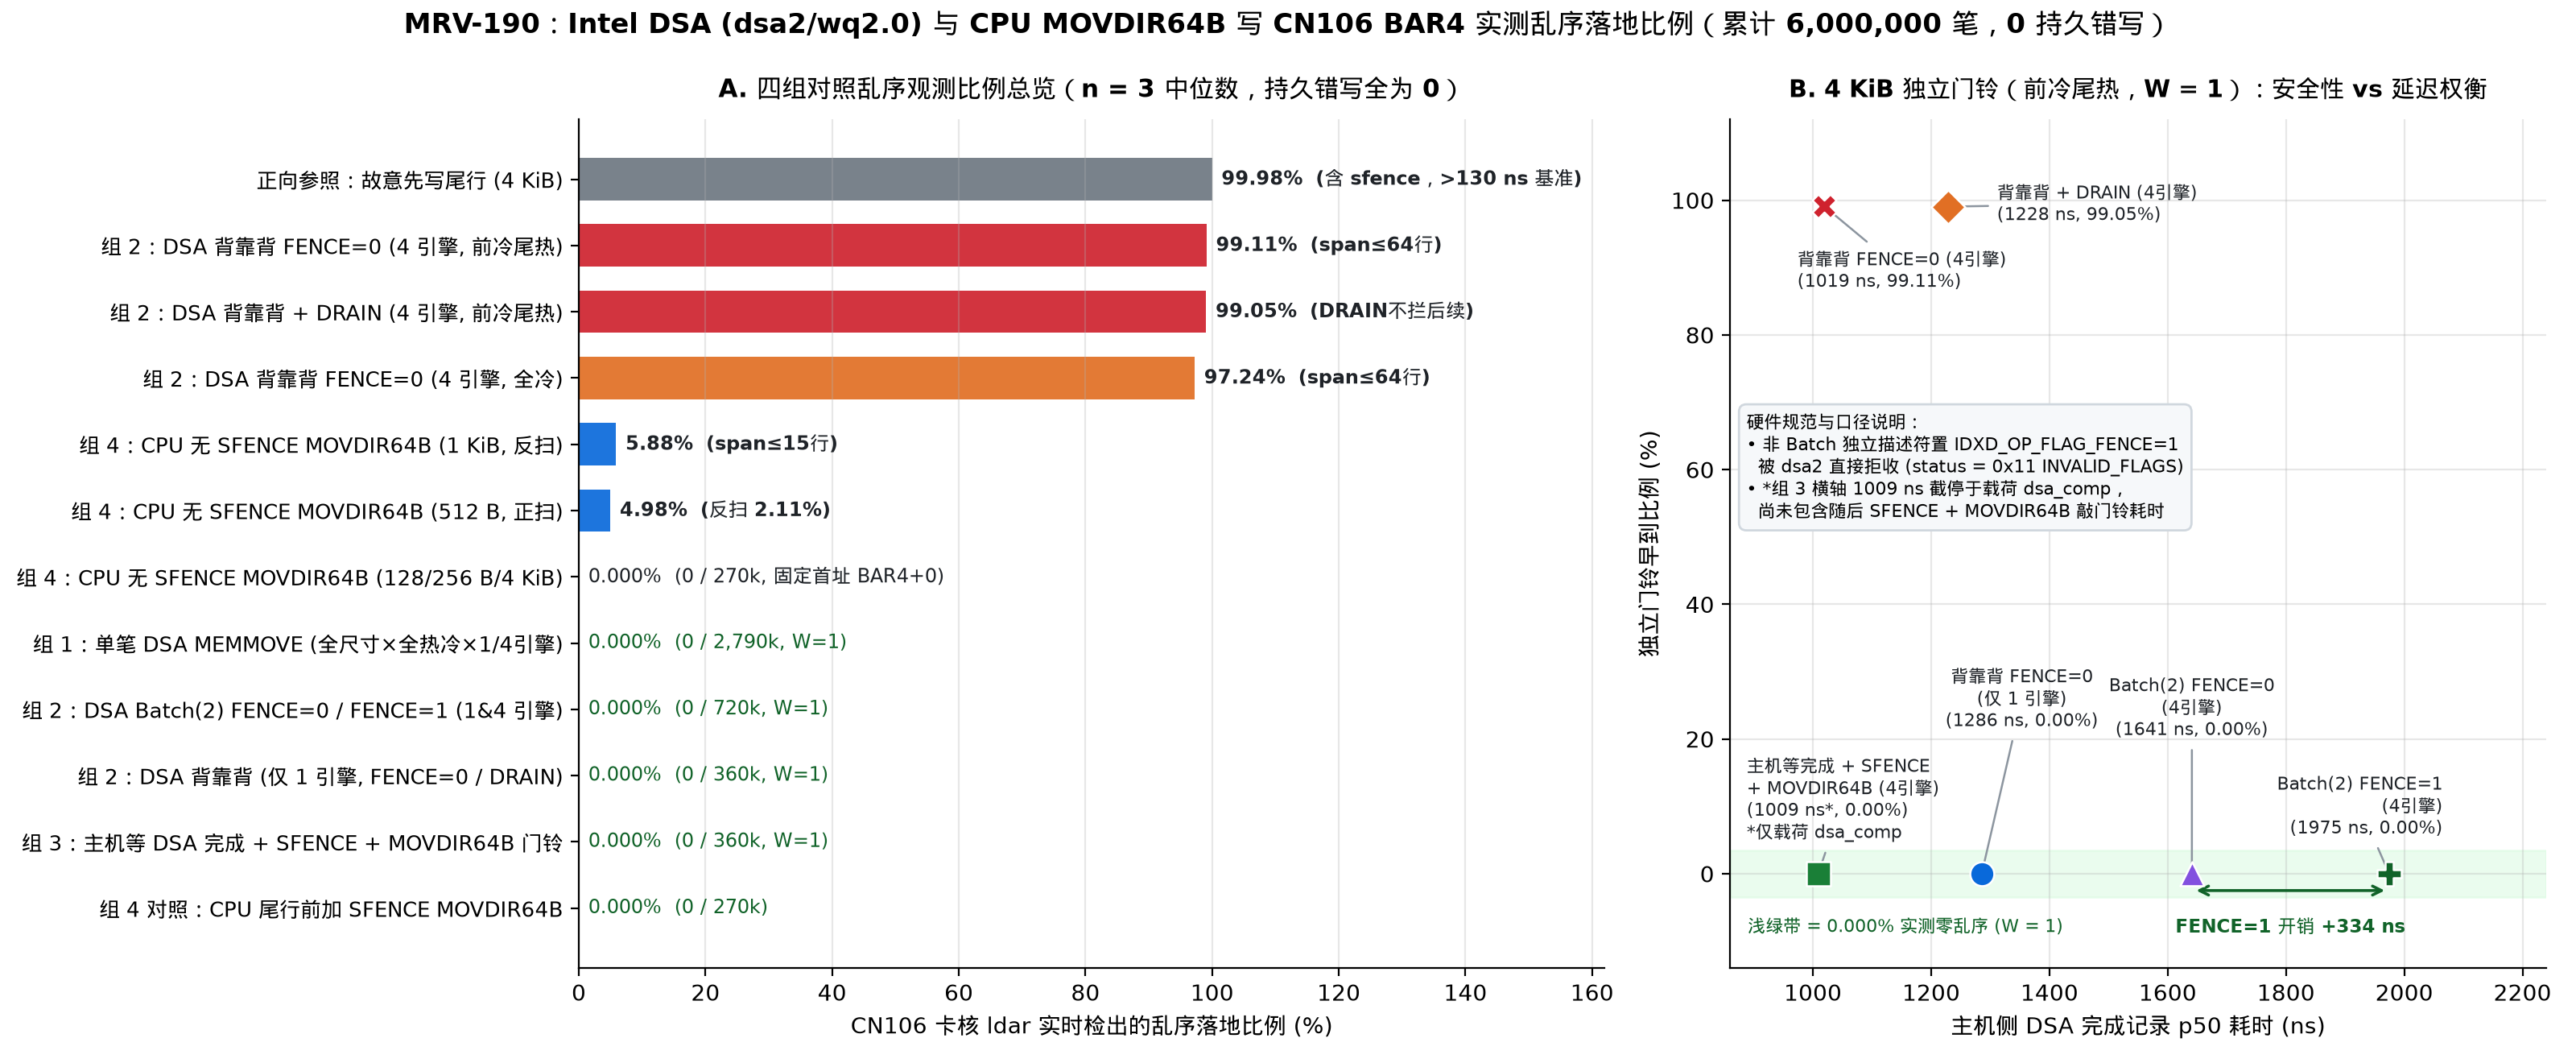 MRV-190：Intel DSA (dsa2/wq2.0) 与 CPU MOVDIR64B 写 CN106 BAR4 实测乱序落地比例（累计 6,000,000 笔，0 持久错写）
A. 四组对照乱序观测比例总览（n = 3 中位数，持久错写全为 0）
正向参照：故意先写尾行 (4 KiB)
99.98% (含 sfence，>130 ns 基准)
组 2：DSA 背靠背 FENCE=0 (4 引擎, 前冷尾热)
99.11% (span≤64行)
组 2：DSA 背靠背 + DRAIN (4 引擎, 前冷尾热)
99.05% (DRAIN不拦后续)
组 2：DSA 背靠背 FENCE=0 (4 引擎, 全冷)
97.24% (span≤64行)
组 4：CPU 无 SFENCE MOVDIR64B (1 KiB, 反扫)
5.88% (span≤15行)
组 4：CPU 无 SFENCE MOVDIR64B (512 B, 正扫)
4.98% (反扫 2.11%)
组 4：CPU 无 SFENCE MOVDIR64B (128/256 B/4 KiB)
0.000% (0 / 270k, 固定首址 BAR4+0)
组 1：单笔 DSA MEMMOVE (全尺寸×全热冷×1/4引擎)
0.000% (0 / 2,790k, W=1)
组 2：DSA Batch(2) FENCE=0 / FENCE=1 (1&4 引擎)
0.000% (0 / 720k, W=1)
组 2：DSA 背靠背 (仅 1 引擎, FENCE=0 / DRAIN)
0.000% (0 / 360k, W=1)
组 3：主机等 DSA 完成 + SFENCE + MOVDIR64B 门铃
0.000% (0 / 360k, W=1)
组 4 对照：CPU 尾行前加 SFENCE MOVDIR64B
0.000% (0 / 270k)
0 20 40 60 80 100 120 140 160
CN106 卡核 ldar 实时检出的乱序落地比例 (%)
B. 4 KiB 独立门铃（前冷尾热，W = 1）：安全性 vs 延迟权衡
独立门铃早到比例 (%)
100
80
60
40
20
0
背靠背 + DRAIN (4引擎)
(1228 ns, 99.05%)
背靠背 FENCE=0 (4引擎)
(1019 ns, 99.11%)
硬件规范与口径说明：
• 非 Batch 独立描述符置 IDXD_OP_FLAG_FENCE=1
被 dsa2 直接拒收 (status = 0x11 INVALID_FLAGS)
• *组 3 横轴 1009 ns 截停于载荷 dsa_comp，
尚未包含随后 SFENCE + MOVDIR64B 敲门铃耗时
背靠背 FENCE=0
(仅 1 引擎)
(1286 ns, 0.00%)
Batch(2) FENCE=0
(4引擎)
(1641 ns, 0.00%)
主机等完成 + SFENCE
+ MOVDIR64B (4引擎)
(1009 ns*, 0.00%)
*仅载荷 dsa_comp
Batch(2) FENCE=1
(4引擎)
(1975 ns, 0.00%)
浅绿带 = 0.000% 实测零乱序 (W = 1)
FENCE=1 开销 +334 ns
1000 1200 1400 1600 1800 2000 2200
主机侧 DSA 完成记录 p50 耗时 (ns)